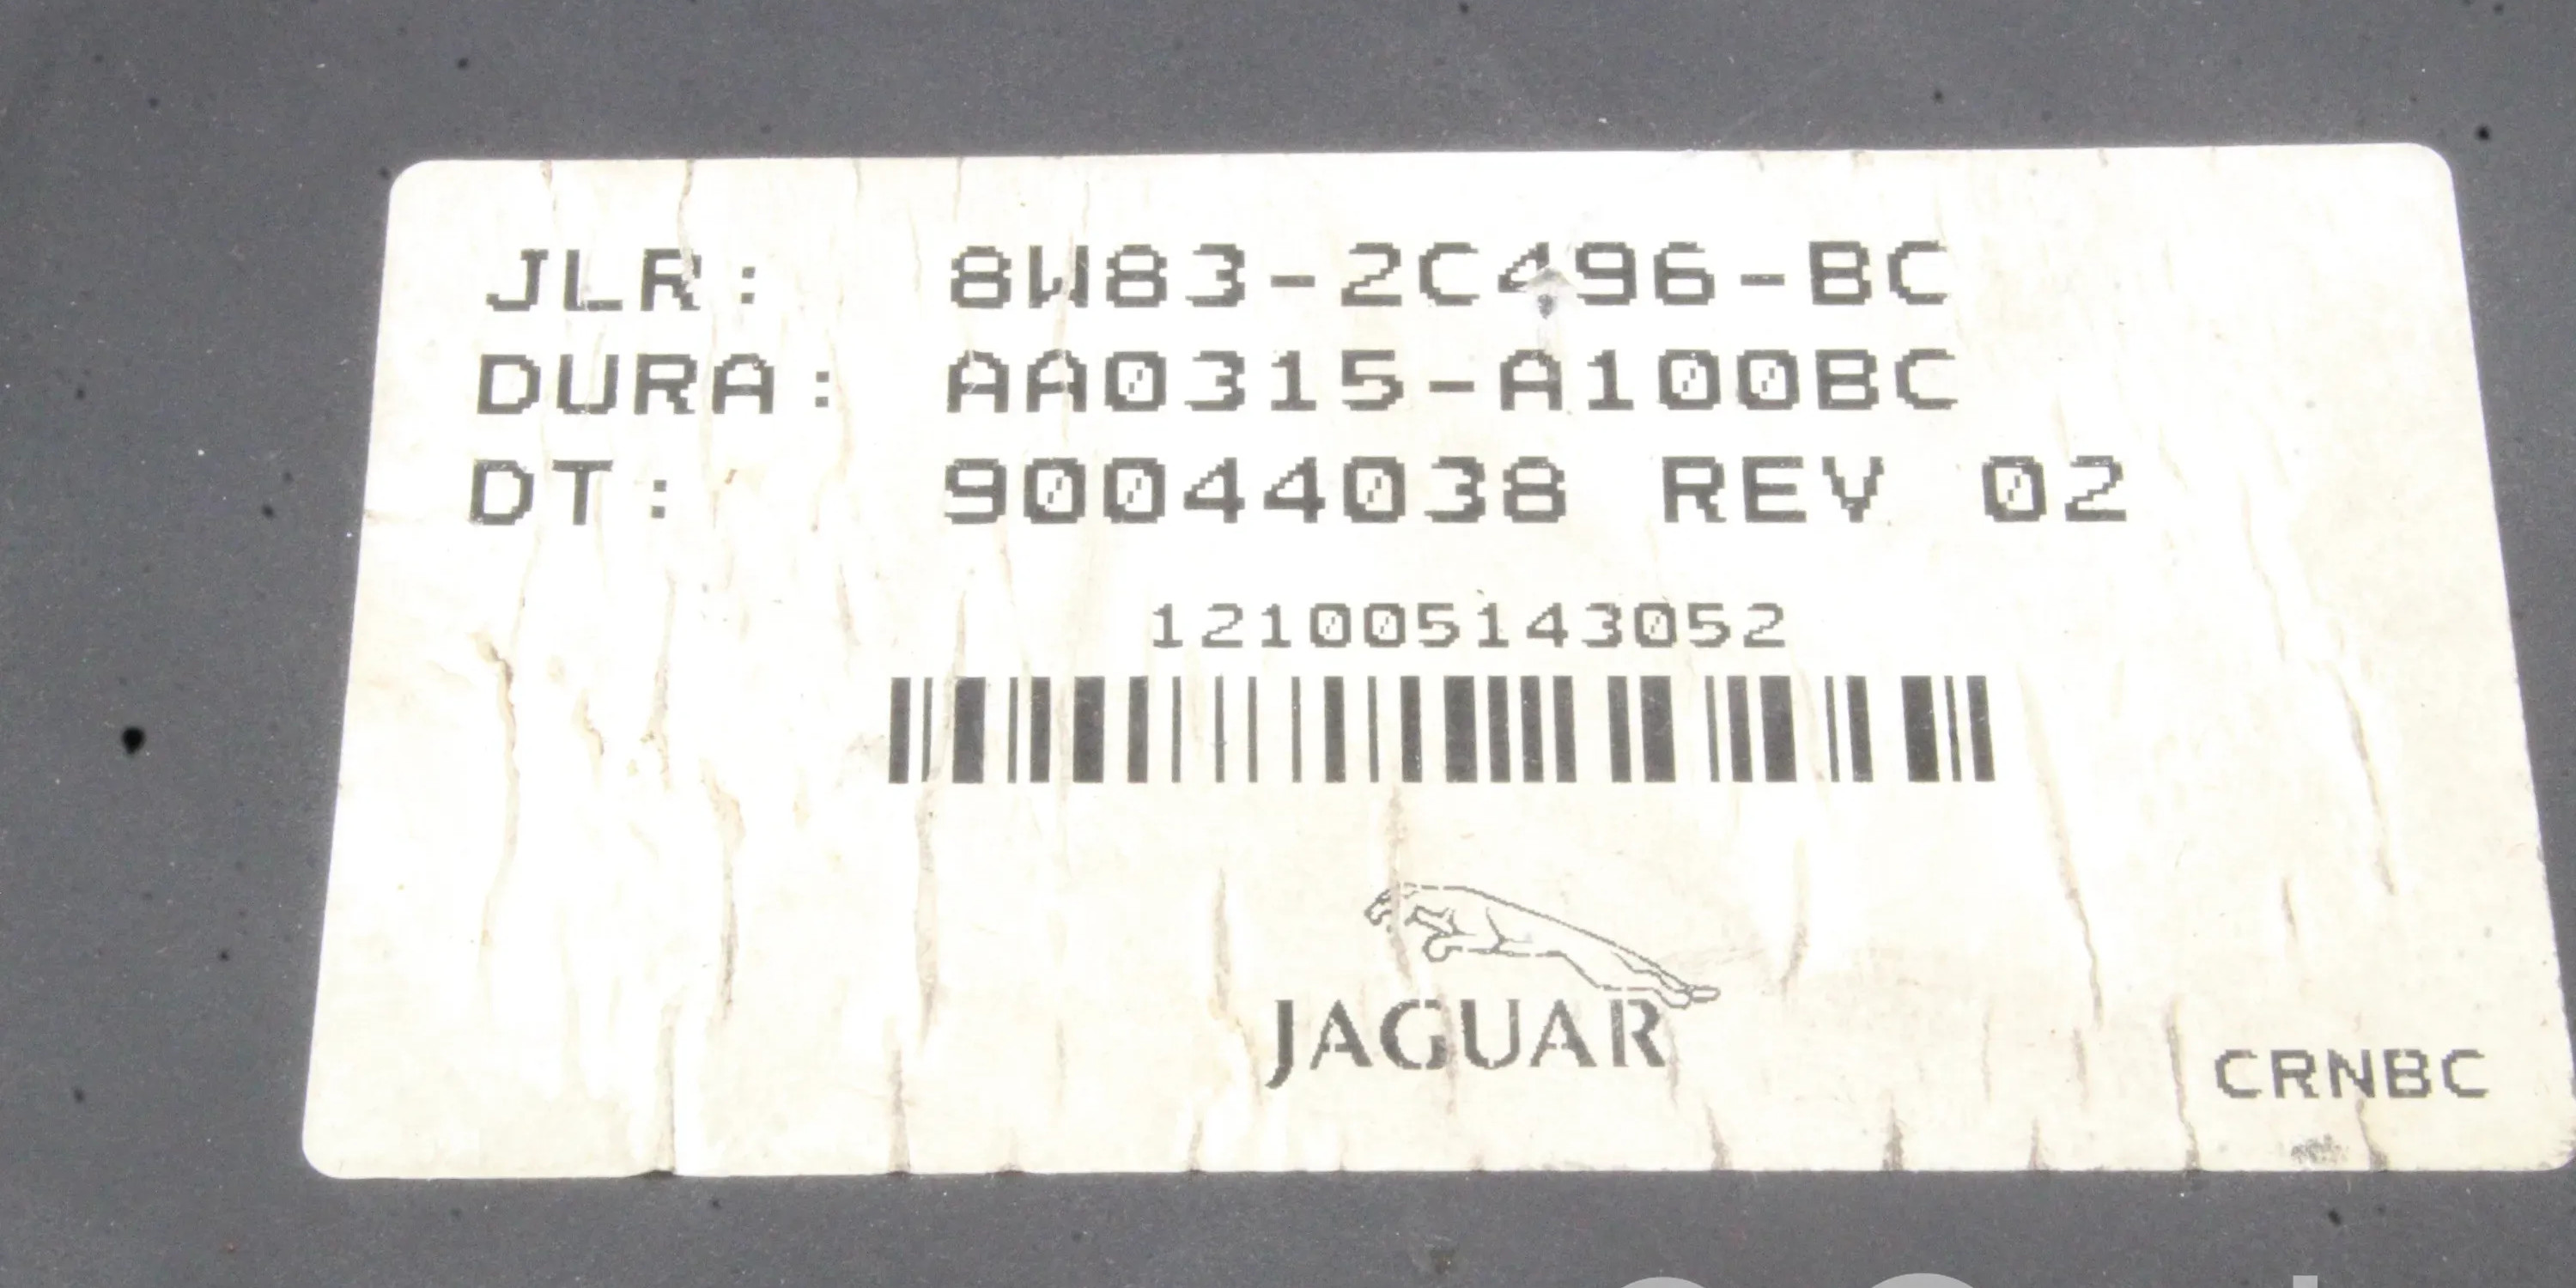 JLR: 8W83-2C496-BC
DURA: AA0315-A100BC
DT: 90044038 REV 02
121005143052
JAGUAR
CRNBC